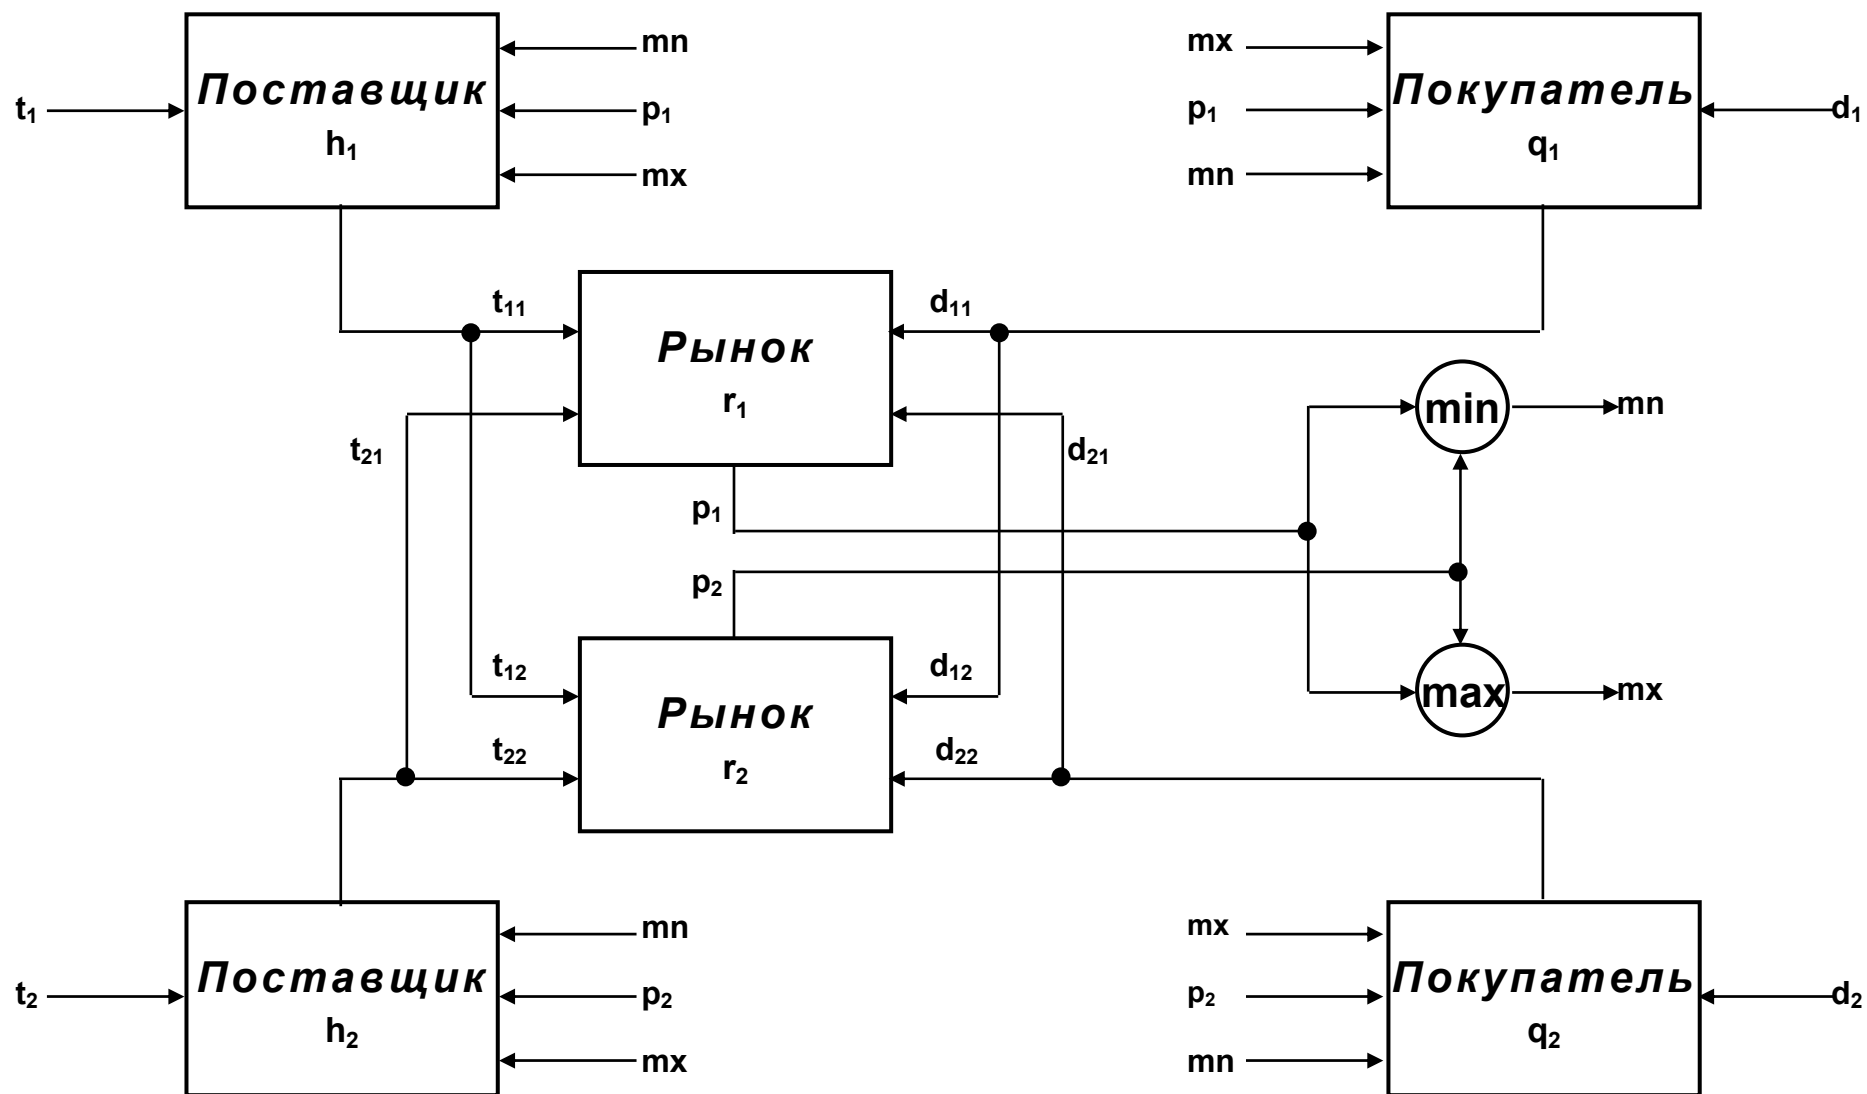 mn
mx
Поставщик
Покупатель
t₁
p₁
p₁
d₁
h₁
q₁
mx
mn
t₁₁
d₁₁
Рынок
r₁
min
mn
t₂₁
d₂₁
p₁
p₂
t₁₂
d₁₂
Рынок
max
mx
t₂₂
d₂₂
r₂
mn
mx
Поставщик
Покупатель
t₂
p₂
p₂
d₂
h₂
q₂
mx
mn